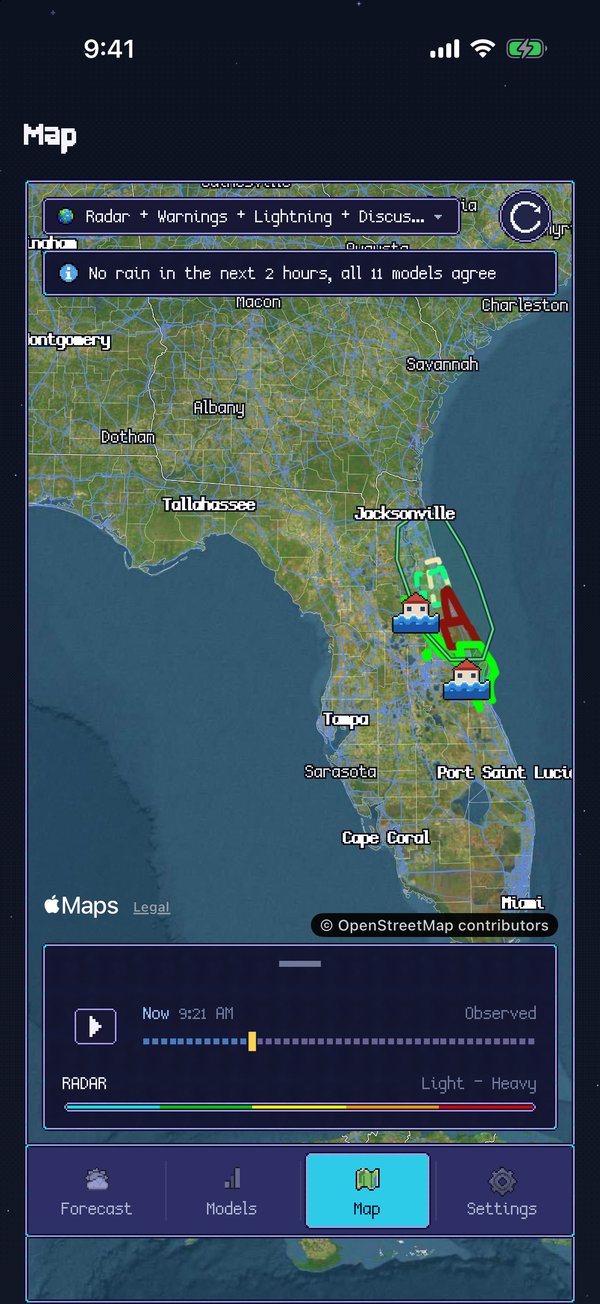 9:41
Map
Radar + Warnings + Lightning + Discus...
Augusta
No rain in the next 2 hours, all 11 models agree
Macon
Charleston
Savannah
Albany
Dothan
Tallahassee
Jacksonville
Tampa
Sarasota
Port Saint Luci
Cape Coral
Miami
Maps Legal
© OpenStreetMap contributors
Now 9:21 AM Observed
RADAR Light - Heavy
Forecast Models Map Settings